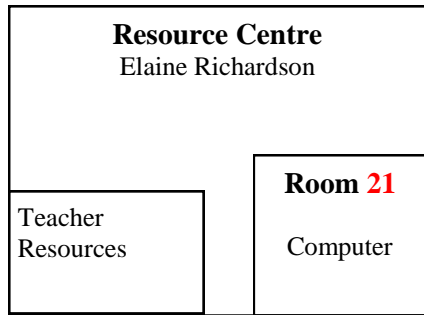 Resource Centre
Elaine Richardson
Room 21
Teacher
Resources
Computer